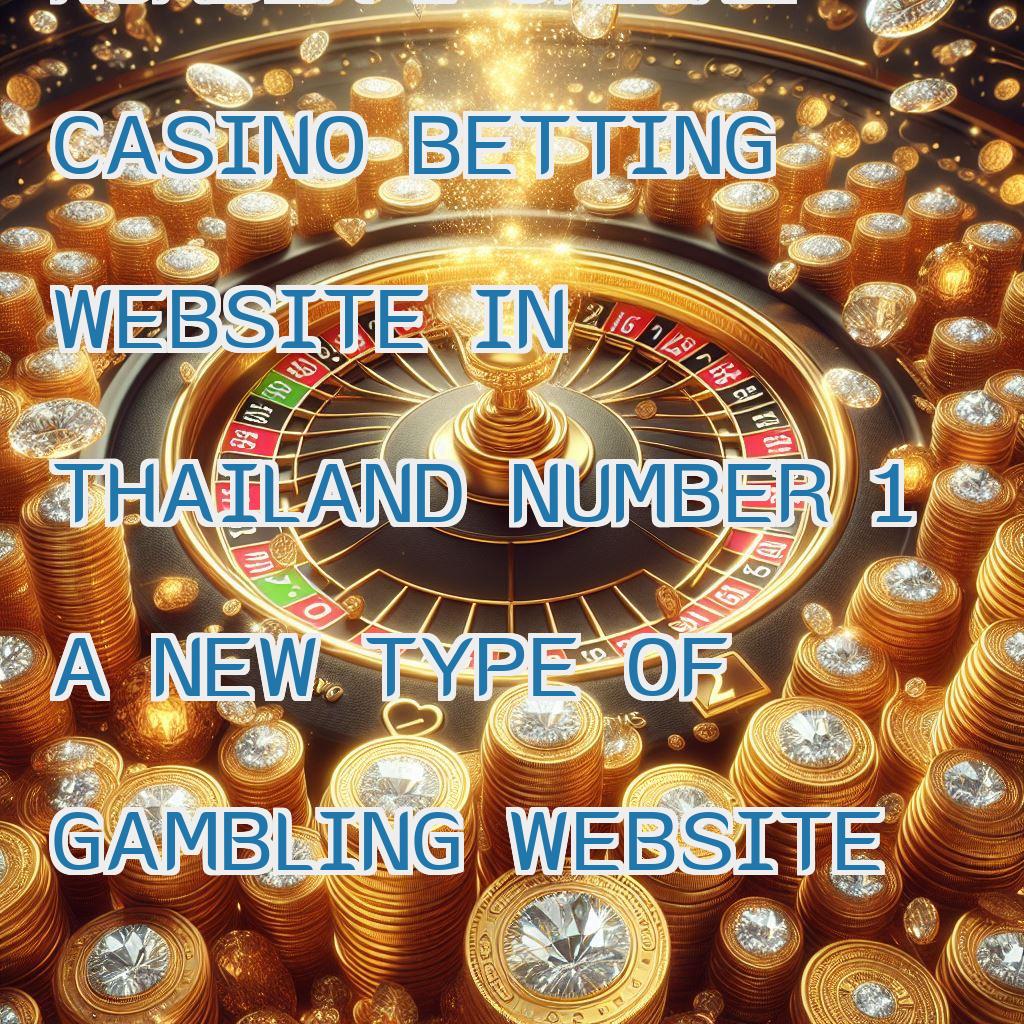 CASINO BETTING
WEBSITE IN
THAILAND NUMBER 1
A NEW TYPE OF
GAMBLING WEBSITE